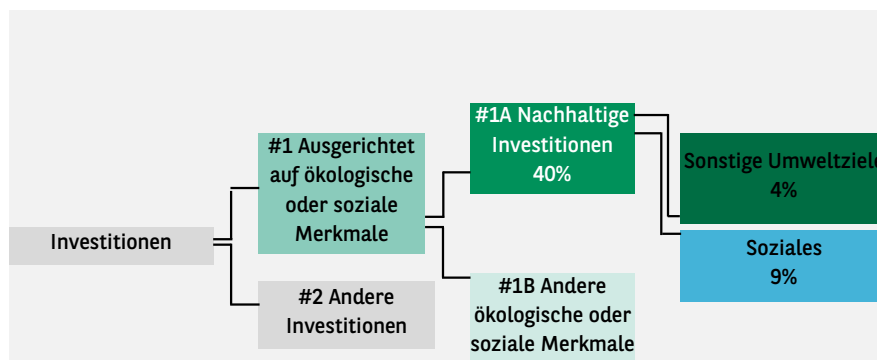 Investitionen
#1 Ausgerichtet
auf ökologische
oder soziale
Merkmale
#2 Andere
Investitionen
#1A Nachhaltige
Investitionen
40%
#1B Andere
ökologische oder
soziale Merkmale
Sonstige Umweltziele
4%
Soziales
9%